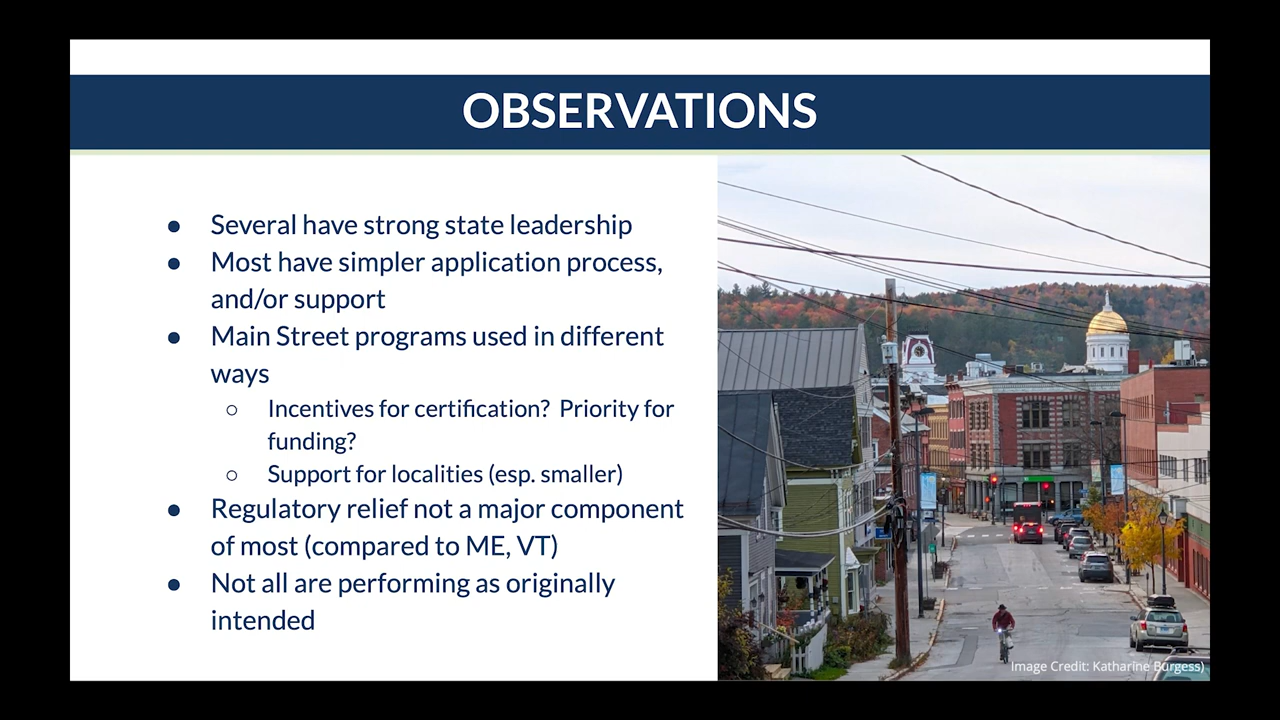 OBSERVATIONS
● Several have strong state leadership
● Most have simpler application process,
and/or support
● Main Street programs used in different
ways
○ Incentives for certification? Priority for
funding?
○ Support for localities (esp. smaller)
● Regulatory relief not a major component
of most (compared to ME, VT)
● Not all are performing as originally
intended
Image Credit: Katharine Burgess)